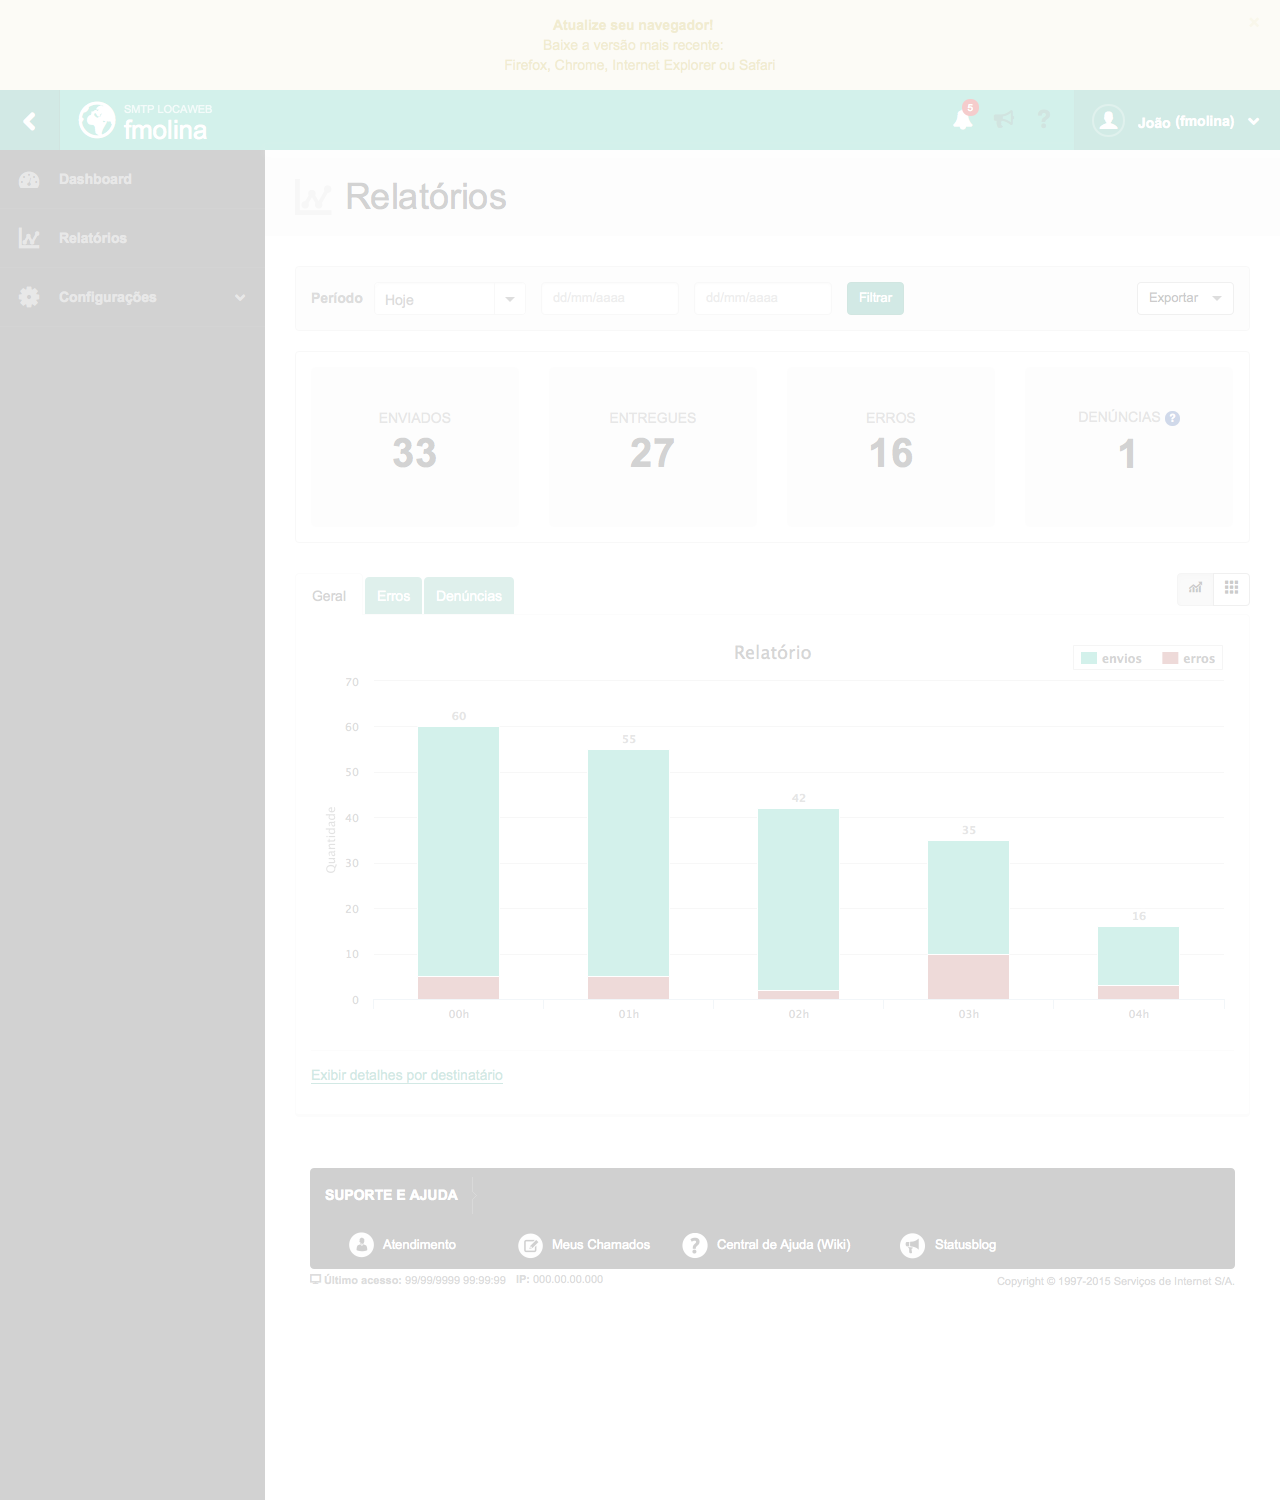 Atualize seu navegador!
Baixe a versão mais recente:
Firefox, Chrome, Internet Explorer ou Safari
×
SMTP LOCAWEB
fmolina
5
?
João (fmolina)
Dashboard
Relatórios
Configurações
Relatórios
Período
Hoje
dd/mm/aaaa
dd/mm/aaaa
Filtrar
Exportar
ENVIADOS
33
ENTREGUES
27
ERROS
16
DENÚNCIAS ?
1
Geral
Erros
Denúncias
Relatório
envios
erros
Quantidade
70
60
50
40
30
20
10
0
60
55
42
35
16
00h
01h
02h
03h
04h
Exibir detalhes por destinatário
SUPORTE E AJUDA
Atendimento
Meus Chamados
? Central de Ajuda (Wiki)
Statusblog
Último acesso: 99/99/9999 99:99:99 IP: 000.00.00.000
Copyright © 1997-2015 Serviços de Internet S/A.